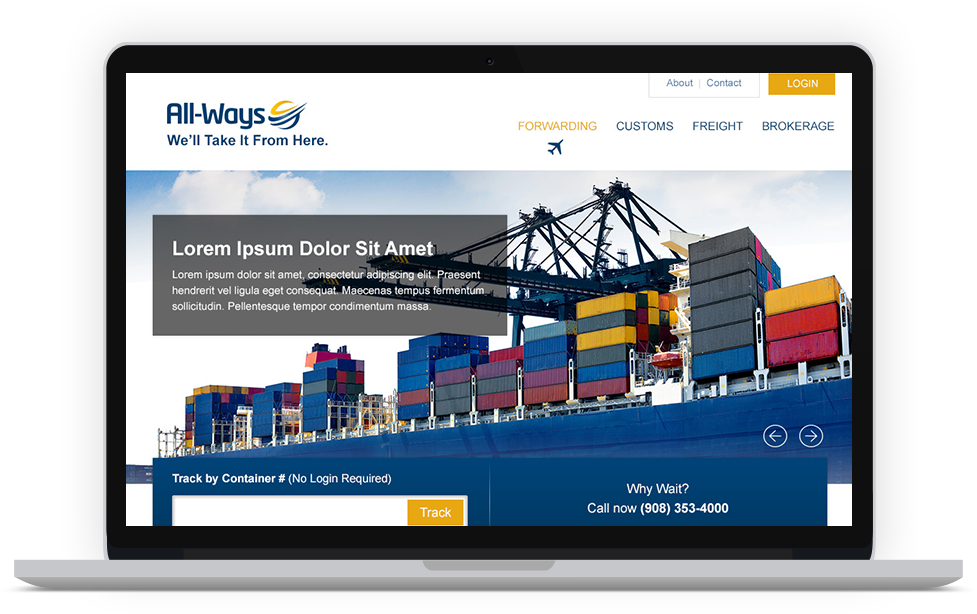 About | Contact
LOGIN
All-Ways
We'll Take It From Here.
FORWARDING CUSTOMS FREIGHT BROKERAGE
Lorem Ipsum Dolor Sit Amet
Lorem ipsum dolor sit amet, consectetur adipiscing elit. Praesent
hendrerit vel ligula eget consequat. Maecenas tempus fermentum
sollicitudin. Pellentesque tempor condimentum massa.
Track by Container # (No Login Required)
Track
Why Wait?
Call now (908) 353-4000